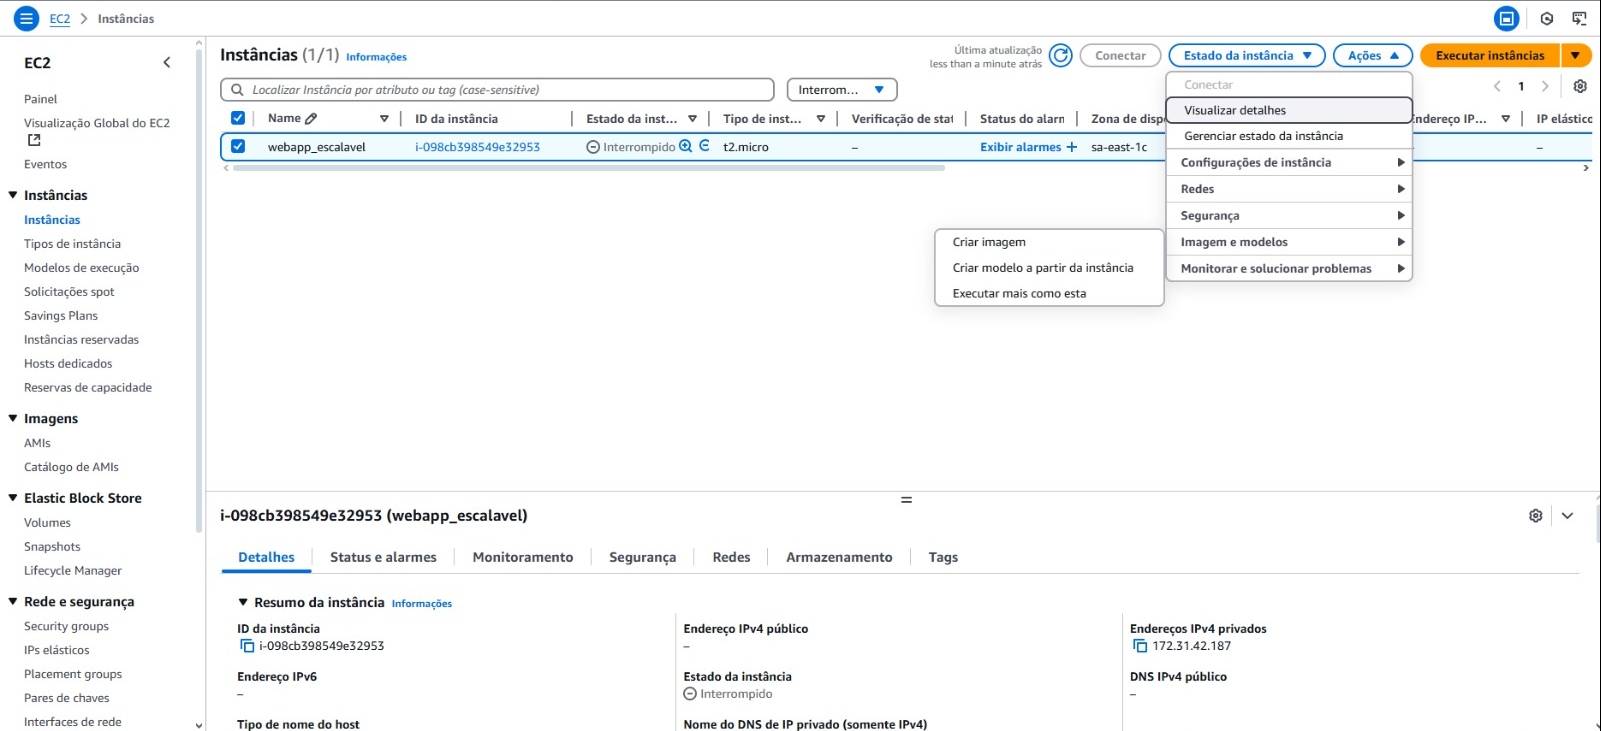 EC2 > Instâncias
EC2
Painel
Visualização Global do EC2
Eventos
Instâncias
Instâncias
Tipos de instância
Modelos de execução
Solicitações spot
Savings Plans
Instâncias reservadas
Hosts dedicados
Reservas de capacidade
Imagens
AMIs
Catálogo de AMIs
Elastic Block Store
Volumes
Snapshots
Lifecycle Manager
Rede e segurança
Security groups
IPs elásticos
Placement groups
Pares de chaves
Interfaces de rede
Instâncias (1/1) Informações
Última atualização
less than a minute atrás
Conectar
Estado da instância
Ações
Executar instâncias
Localizar Instância por atributo ou tag (case-sensitive)
Interrom...
1
Name
ID da instância
Estado da inst...
Tipo de inst...
Verificação de stat
Status do alarn
Zona de disp
Endereço IP...
IP elástico
webapp_escalavel
i-098cb398549e32953
Interrompido
t2.micro
–
Exibir alarmes +
sa-east-1c
–
Conectar
Visualizar detalhes
Gerenciar estado da instância
Configurações de instância
Redes
Segurança
Imagem e modelos
Monitorar e solucionar problemas
Criar imagem
Criar modelo a partir da instância
Executar mais como esta
i-098cb398549e32953 (webapp_escalavel)
Detalhes
Status e alarmes
Monitoramento
Segurança
Redes
Armazenamento
Tags
Resumo da instância Informações
ID da instância
i-098cb398549e32953
Endereço IPv4 público
–
Endereços IPv4 privados
172.31.42.187
Endereço IPv6
–
Estado da instância
Interrompido
DNS IPv4 público
–
Tipo de nome do host
Nome do DNS de IP privado (somente IPv4)